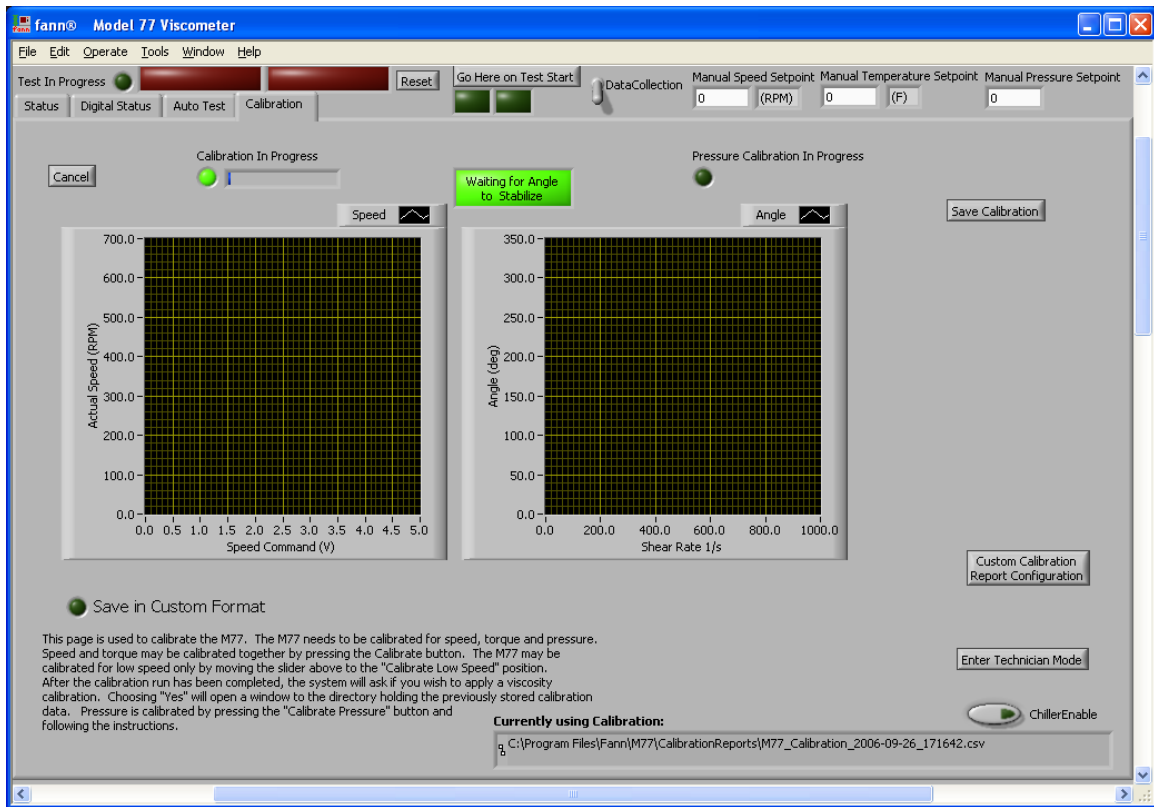 fann® Model 77 Viscometer
File Edit Operate Tools Window Help
Test In Progress
Reset
Go Here on Test Start
DataCollection
Manual Speed Setpoint
0 (RPM)
Manual Temperature Setpoint
0 (F)
Manual Pressure Setpoint
0
Status Digital Status Auto Test Calibration
Cancel
Calibration In Progress
Waiting for Angle
to Stabilize
Pressure Calibration In Progress
Save Calibration
Speed
700.0
600.0
500.0
400.0
300.0
200.0
100.0
0.0
Actual Speed (RPM)
0.0 0.5 1.0 1.5 2.0 2.5 3.0 3.5 4.0 4.5 5.0
Speed Command (V)
Angle
350.0
300.0
250.0
200.0
150.0
100.0
50.0
0.0
Angle (deg)
0.0 200.0 400.0 600.0 800.0 1000.0
Shear Rate 1/s
Custom Calibration
Report Configuration
Save in Custom Format
This page is used to calibrate the M77. The M77 needs to be calibrated for speed, torque and pressure.
Speed and torque may be calibrated together by pressing the Calibrate button. The M77 may be
calibrated for low speed only by moving the slider above to the "Calibrate Low Speed" position.
After the calibration run has been completed, the system will ask if you wish to apply a viscosity
calibration. Choosing "Yes" will open a window to the directory holding the previously stored calibration
data. Pressure is calibrated by pressing the "Calibrate Pressure" button and
following the instructions.
Enter Technician Mode
ChillerEnable
Currently using Calibration:
C:\Program Files\Fann\M77\CalibrationReports\M77_Calibration_2006-09-26_171642.csv